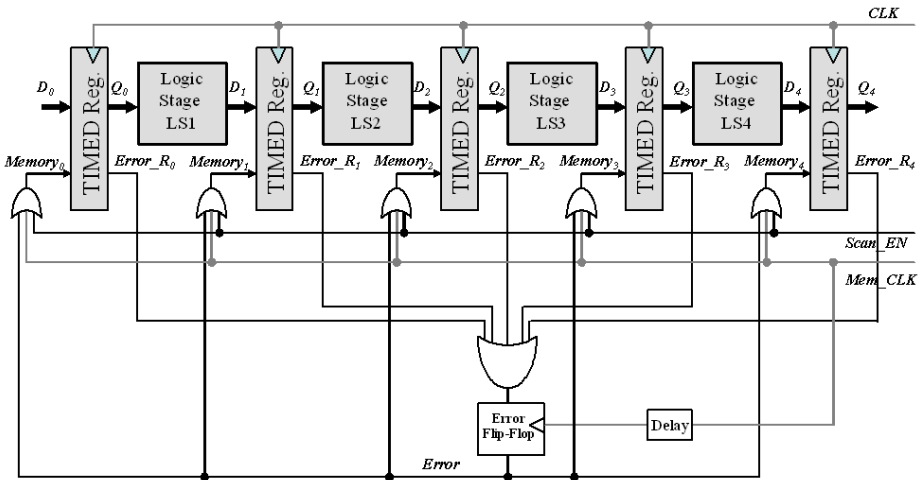 CLK
D0
Q0
Logic
Stage
LS1
D1
Q1
Logic
Stage
LS2
D2
Q2
Logic
Stage
LS3
D3
Q3
Logic
Stage
LS4
D4
Q4
TIMED Reg.
TIMED Reg.
TIMED Reg.
TIMED Reg.
TIMED Reg.
Memory0
Error_R0
Memory1
Error_R1
Memory2
Error_R2
Memory3
Error_R3
Memory4
Error_R4
Scan_EN
Mem_CLK
Error
Flip-Flop
Delay
Error